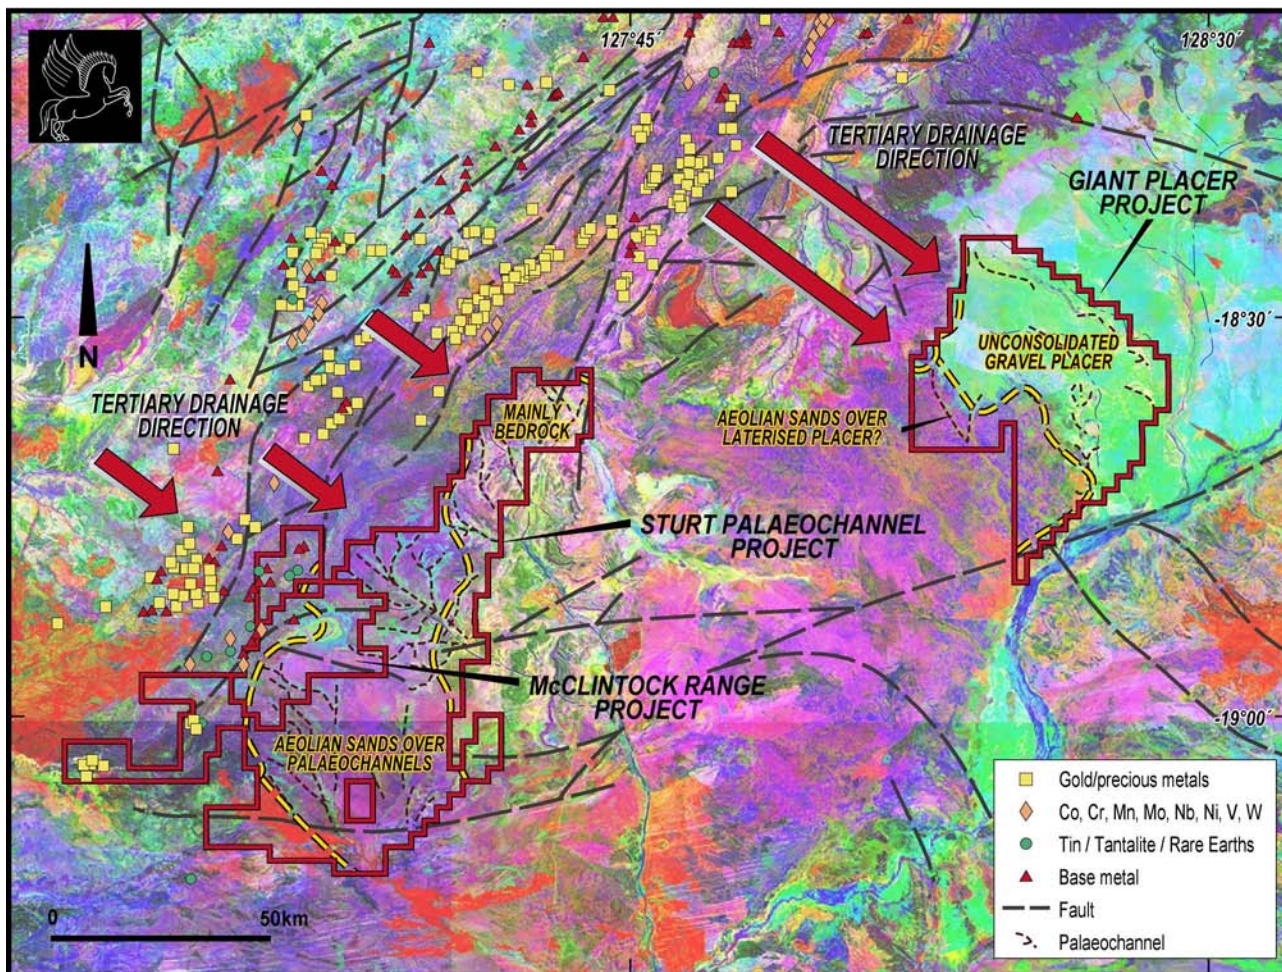 127°45´
128°30´
TERTIARY DRAINAGE
DIRECTION
GIANT PLACER
PROJECT
-18°30´
UNCONSOLIDATED
GRAVEL PLACER
N
TERTIARY DRAINAGE
DIRECTION
MAINLY
BEDROCK
AEOLIAN SANDS OVER
LATERISED PLACER?
STURT PALAEOCHANNEL
PROJECT
McCLINTOCK RANGE
PROJECT
-19°00´
AEOLIAN SANDS OVER
PALAEOCHANNELS
Gold/precious metals
Co, Cr, Mn, Mo, Nb, Ni, V, W
Tin / Tantalite / Rare Earths
Base metal
Fault
Palaeochannel
0 50km